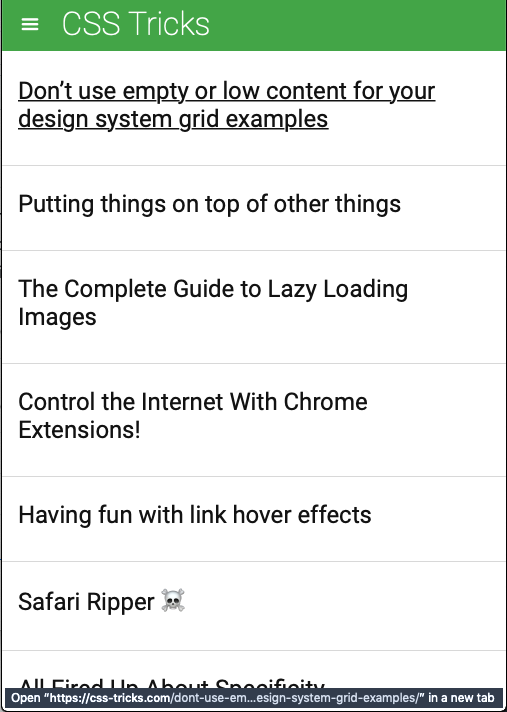 CSS Tricks
Don’t use empty or low content for your
design system grid examples
Putting things on top of other things
The Complete Guide to Lazy Loading
Images
Control the Internet With Chrome
Extensions!
Having fun with link hover effects
Safari Ripper ☠️
All Fired Up About Specificity
Open “https://css-tricks.com/dont-use-em...esign-system-grid-examples/” in a new tab